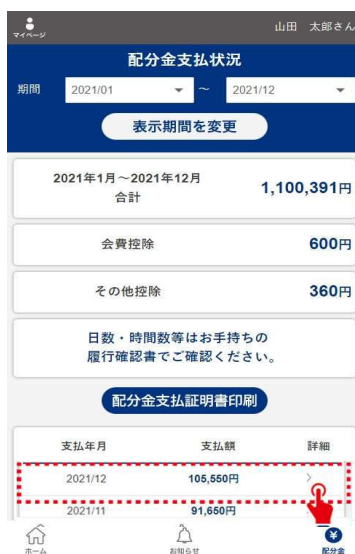 マイページ
山田 太郎さん
配分金支払状況
期間 2021/01 ～ 2021/12
表示期間を変更
2021年1月～2021年12月
合計
1,100,391円
会費控除 600円
その他控除 360円
日数・時間数等はお手持ちの
履行確認書でご確認ください。
配分金支払証明書印刷
支払年月 支払額 詳細
2021/12 105,550円
2021/11 91,650円
ホーム お知らせ 配分金